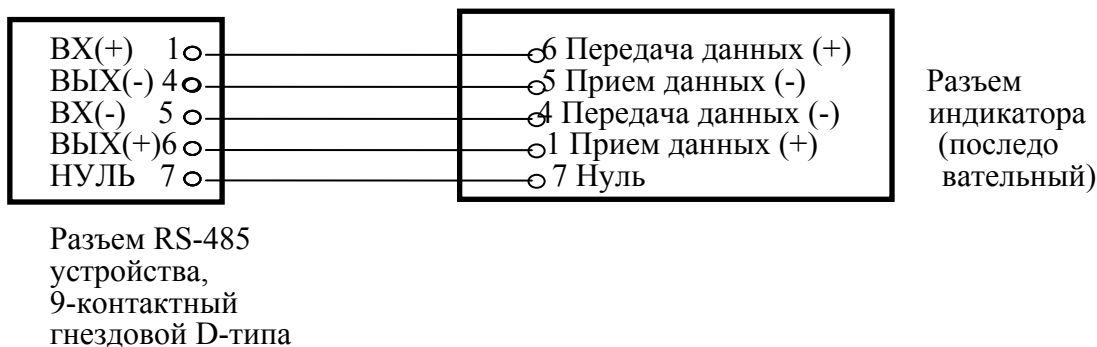 ВХ(+) 1
ВЫХ(-) 4
ВХ(-) 5
ВЫХ(+)6
НУЛЬ 7
6 Передача данных (+)
5 Прием данных (-)
4 Передача данных (-)
1 Прием данных (+)
7 Нуль
Разъем
индикатора
(последо
вательный)
Разъем RS-485
устройства,
9-контактный
гнездовой D-типа